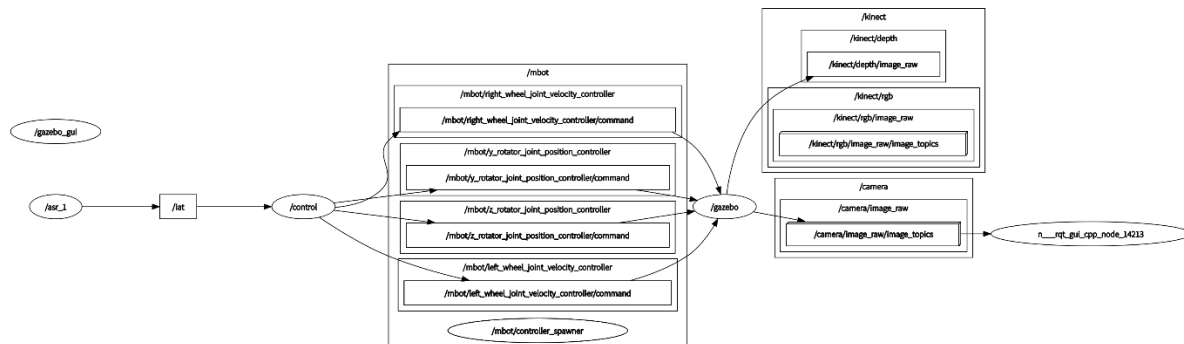 /gazebo_gui
/asr_1
/iat
/control
/mbot
/mbot/right_wheel_joint_velocity_controller
/mbot/right_wheel_joint_velocity_controller/command
/mbot/y_rotator_joint_position_controller
/mbot/y_rotator_joint_position_controller/command
/mbot/z_rotator_joint_position_controller
/mbot/z_rotator_joint_position_controller/command
/mbot/left_wheel_joint_velocity_controller
/mbot/left_wheel_joint_velocity_controller/command
/mbot/controller_spawner
/gazebo
/kinect
/kinect/depth
/kinect/depth/image_raw
/kinect/rgb
/kinect/rgb/image_raw
/kinect/rgb/image_raw/image_topics
/camera
/camera/image_raw
/camera/image_raw/image_topics
n___rqt_gui_cpp_node_14213